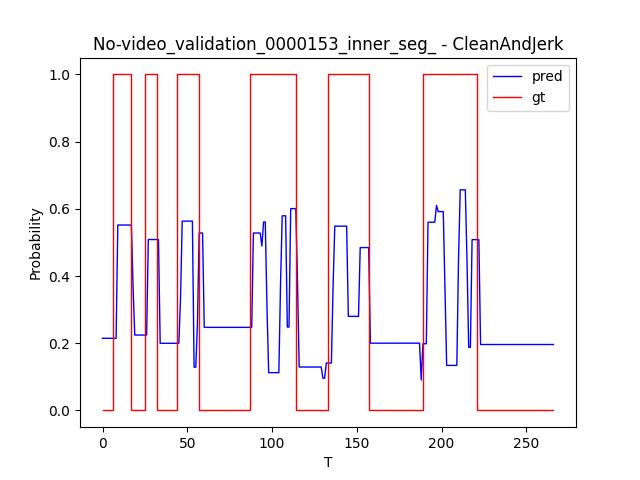 No-video_validation_0000153_inner_seg_ - CleanAndJerk
pred
gt
1.0
0.8
0.6
0.4
0.2
0.0
Probability
0
50
100
150
200
250
T